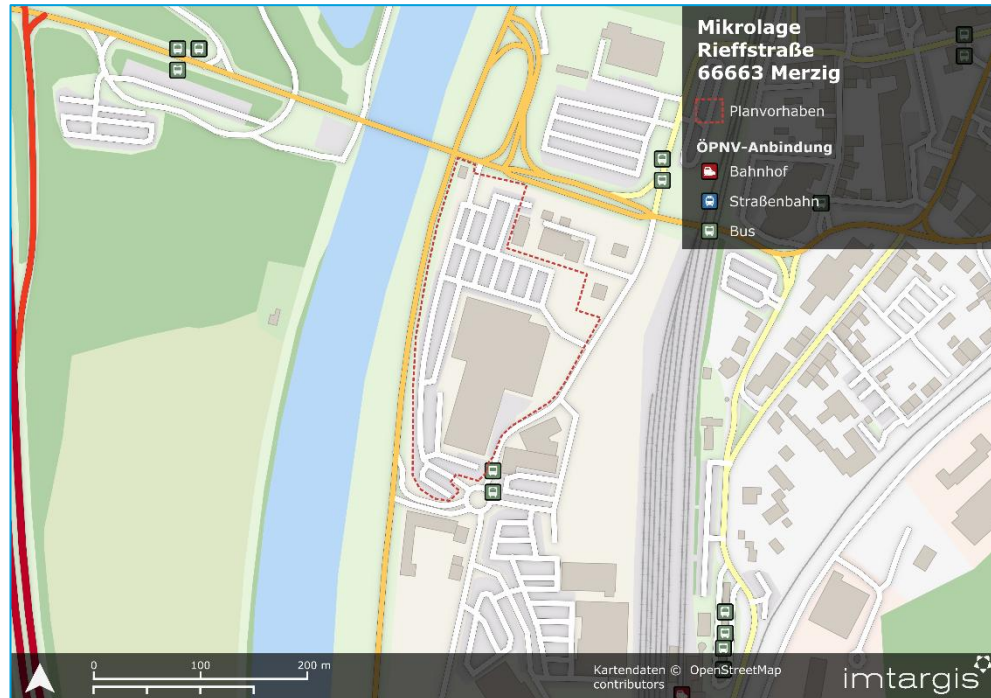 Mikrolage
Rieffstraße
66663 Merzig
Planvorhaben
ÖPNV-Anbindung
Bahnhof
Straßenbahn
Bus
0 100 200 m
Kartendaten © OpenStreetMap
contributors
imtargis